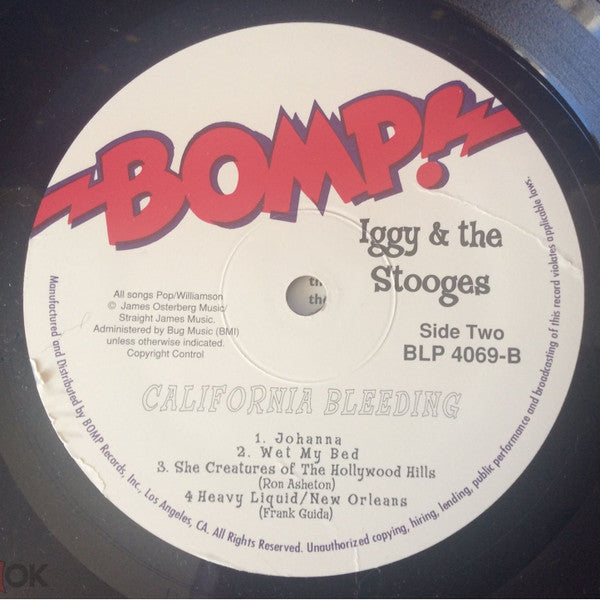 BOMP!
Iggy & the
Stooges
All songs Pop/Williamson
© James Osterberg Music/
Straight James Music.
Administered by Bug Music (BMI)
unless otherwise indicated.
Copyright Control
Side Two
BLP 4069-B
CALIFORNIA BLEEDING
1. Johanna
2. Wet My Bed
3. She Creatures of The Hollywood Hills
(Ron Asheton)
4 Heavy Liquid/New Orleans
(Frank Guida)
Manufactured and Distributed by BOMP Records, Inc., Los Angeles, CA. All Rights Reserved. Unauthorized copying, hiring, lending, public performance and broadcasting of this record violates applicable laws.
OK